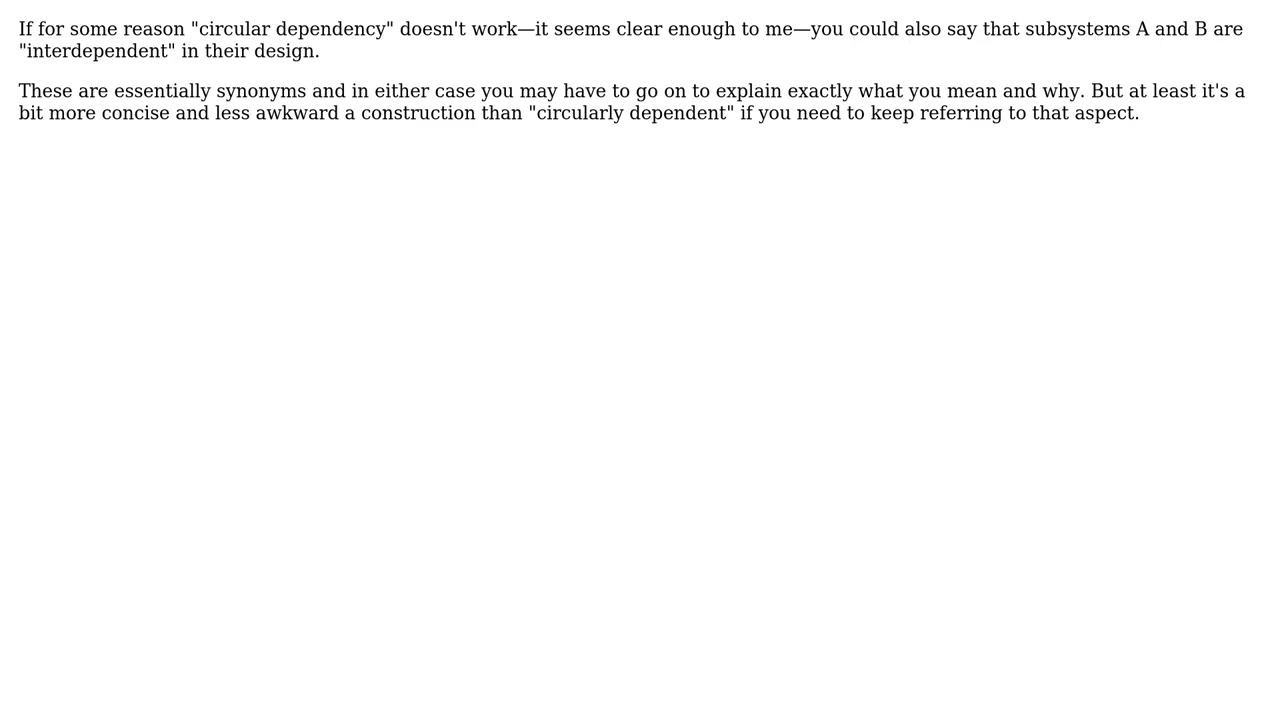 If for some reason "circular dependency" doesn't work—it seems clear enough to me—you could also say that subsystems A and B are
"interdependent" in their design.
These are essentially synonyms and in either case you may have to go on to explain exactly what you mean and why. But at least it's a
bit more concise and less awkward a construction than "circularly dependent" if you need to keep referring to that aspect.